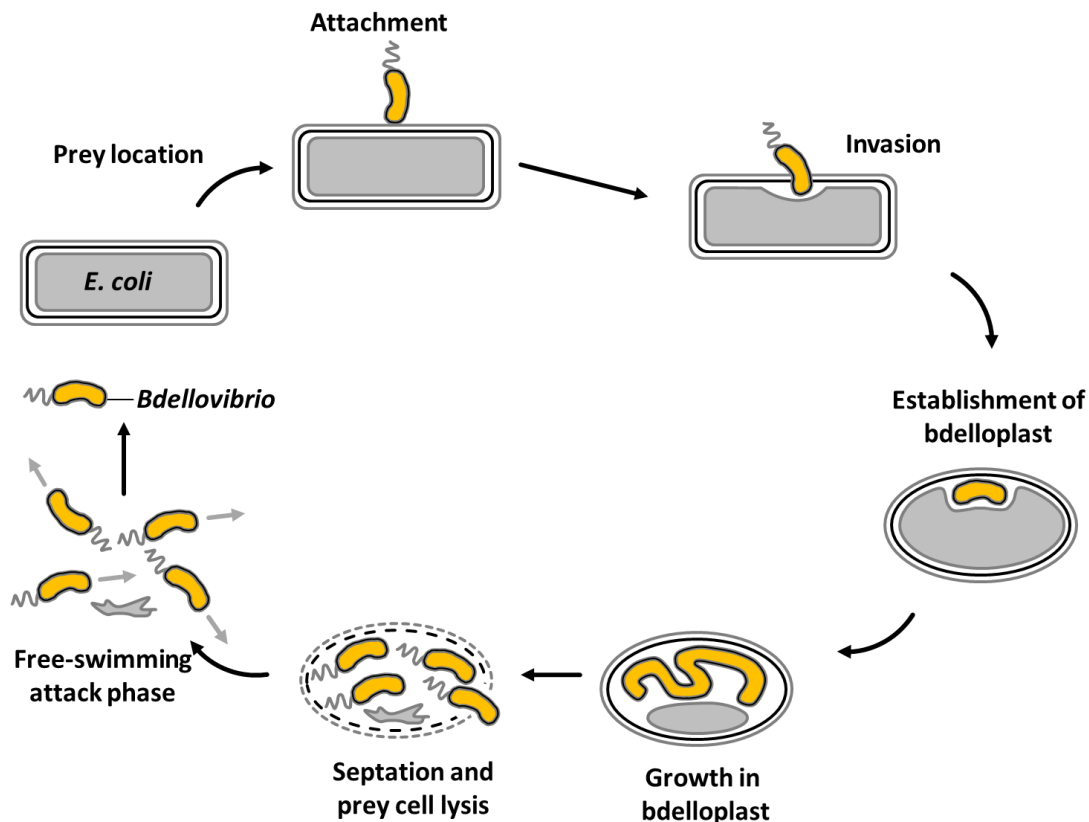 Attachment
Prey location
Invasion
E. coli
Bdellovibrio
Establishment of
bdelloplast
Free-swimming
attack phase
Septation and
prey cell lysis
Growth in
bdelloplast